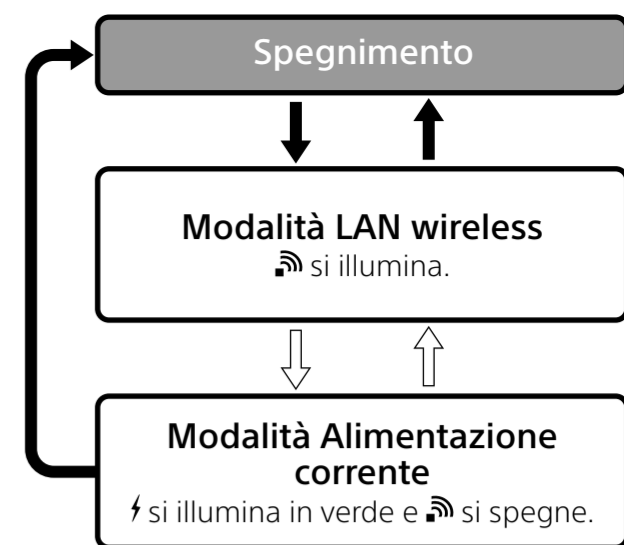 Spegnimento
Modalità LAN wireless
si illumina.
Modalità Alimentazione
corrente
si illumina in verde e si spegne.